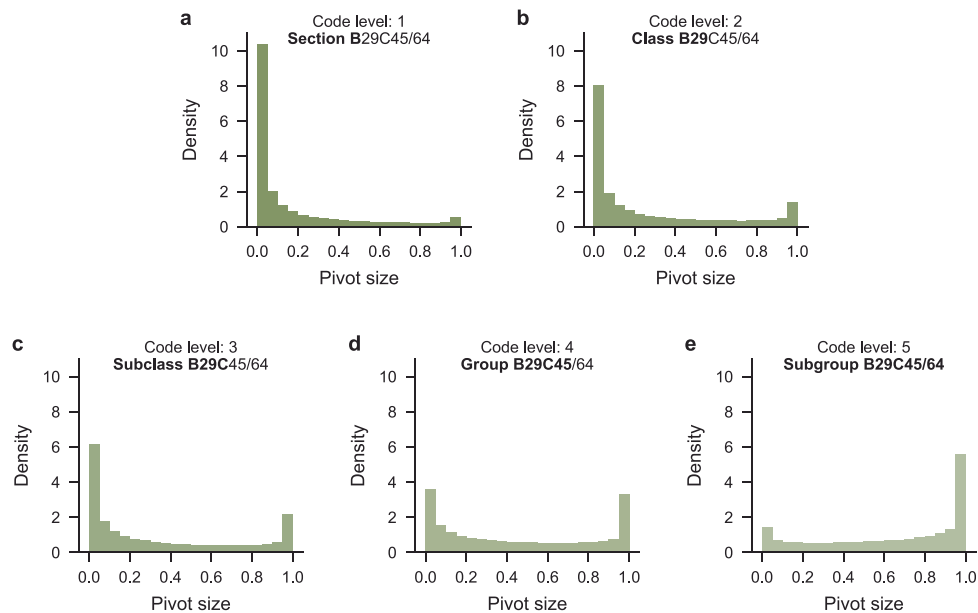 a
Code level: 1
Section B29C45/64
10
8
6
4
2
0
Density
0.0 0.2 0.4 0.6 0.8 1.0
Pivot size
b
Code level: 2
Class B29C45/64
10
8
6
4
2
0
Density
0.0 0.2 0.4 0.6 0.8 1.0
Pivot size
c
Code level: 3
Subclass B29C45/64
10
8
6
4
2
0
Density
0.0 0.2 0.4 0.6 0.8 1.0
Pivot size
d
Code level: 4
Group B29C45/64
10
8
6
4
2
0
Density
0.0 0.2 0.4 0.6 0.8 1.0
Pivot size
e
Code level: 5
Subgroup B29C45/64
10
8
6
4
2
0
Density
0.0 0.2 0.4 0.6 0.8 1.0
Pivot size